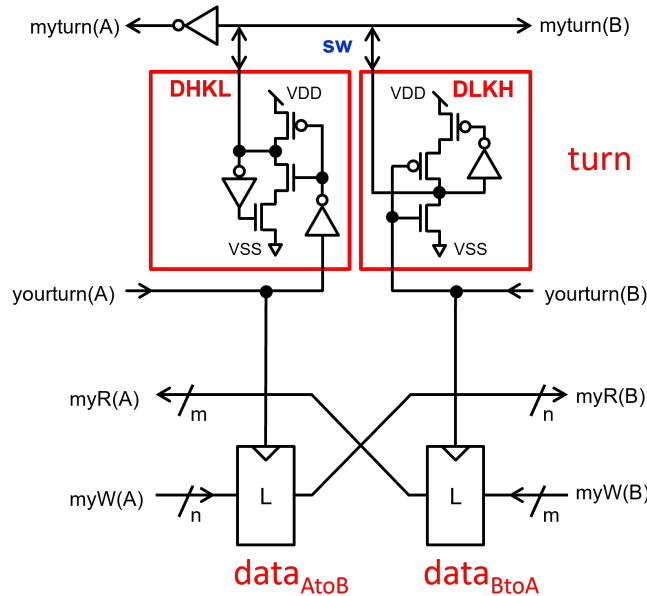 myturn(A)
myturn(B)
sw
DHKL
DLKH
VDD
VDD
turn
VSS
VSS
yourturn(A)
yourturn(B)
myR(A)
m
n
myR(B)
myW(A)
n
L
L
m
myW(B)
dataAtoB
dataBtoA